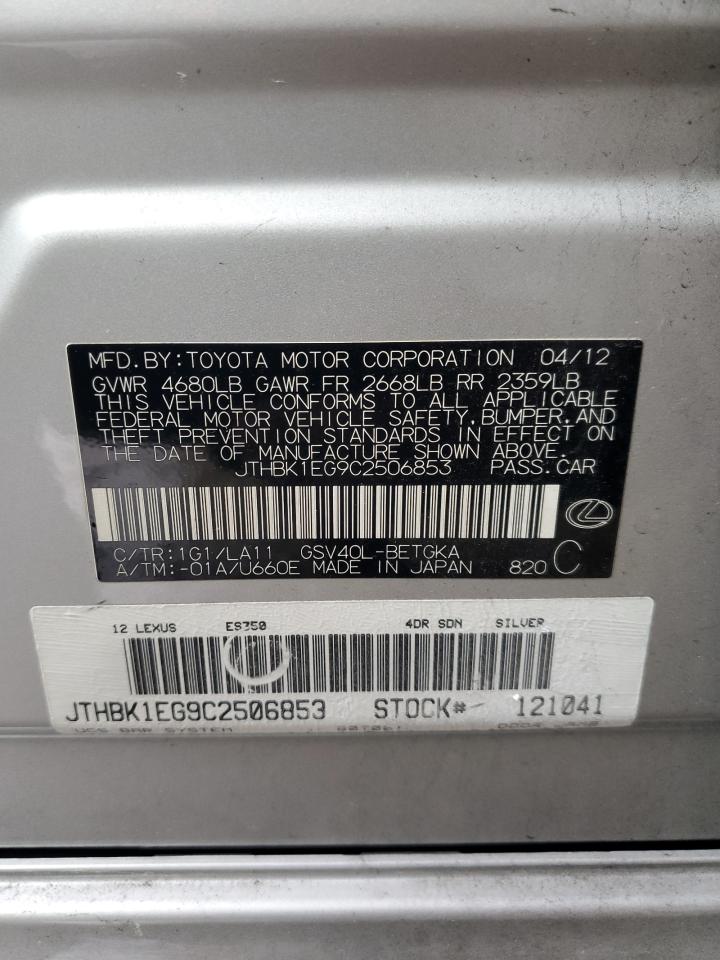 MFD.BY:TOYOTA MOTOR CORPORATION 04/12
GVWR 4680LB GAWR FR 2668LB RR 2359LB
THIS VEHICLE CONFORMS TO ALL APPLICABLE
FEDERAL MOTOR VEHICLE SAFETY,BUMPER,AND
THEFT PREVENTION STANDARDS IN EFFECT ON
THE DATE OF MANUFACTURE SHOWN ABOVE.
JTHBK1EG9C2506853 PASS.CAR
C/TR:1G1/LA11 GSV40L-BETGKA
A/TM:-01A/U660E MADE IN JAPAN 820 C
12 LEXUS ES350 4DR SDN SILVER
JTHBK1EG9C2506853 STOCK# 121041
BAR SYSTEM